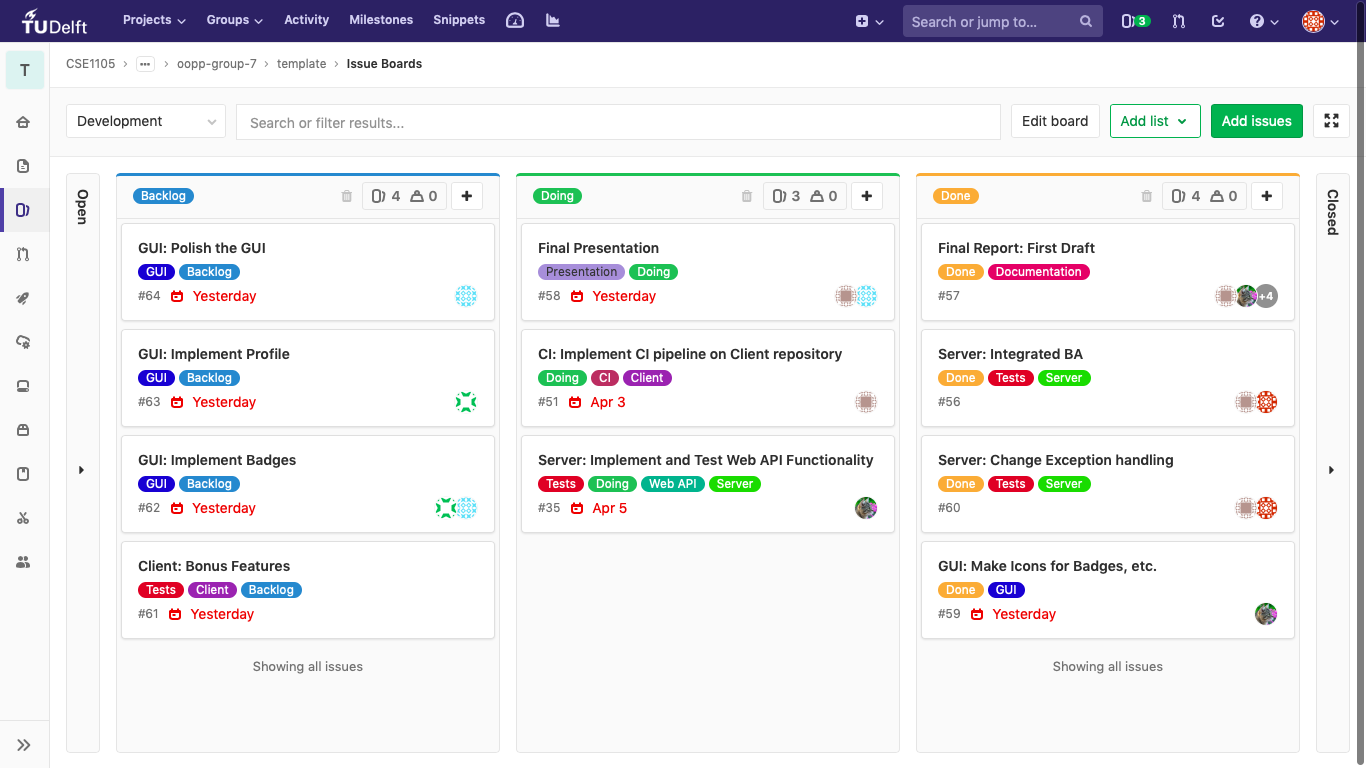 TUDelft Projects Groups Activity Milestones Snippets Search or jump to... 3
T CSE1105 › ... › oopp-group-7 › template › Issue Boards
Development Search or filter results... Edit board Add list Add issues
Open
Backlog 4 0
GUI: Polish the GUI
GUI Backlog
#64 Yesterday
GUI: Implement Profile
GUI Backlog
#63 Yesterday
GUI: Implement Badges
GUI Backlog
#62 Yesterday
Client: Bonus Features
Tests Client Backlog
#61 Yesterday
Showing all issues
Doing 3 0
Final Presentation
Presentation Doing
#58 Yesterday
CI: Implement CI pipeline on Client repository
Doing CI Client
#51 Apr 3
Server: Implement and Test Web API Functionality
Tests Doing Web API Server
#35 Apr 5
Done 4 0
Final Report: First Draft
Done Documentation
#57 +4
Server: Integrated BA
Done Tests Server
#56
Server: Change Exception handling
Done Tests Server
#60
GUI: Make Icons for Badges, etc.
Done GUI
#59 Yesterday
Showing all issues
Closed